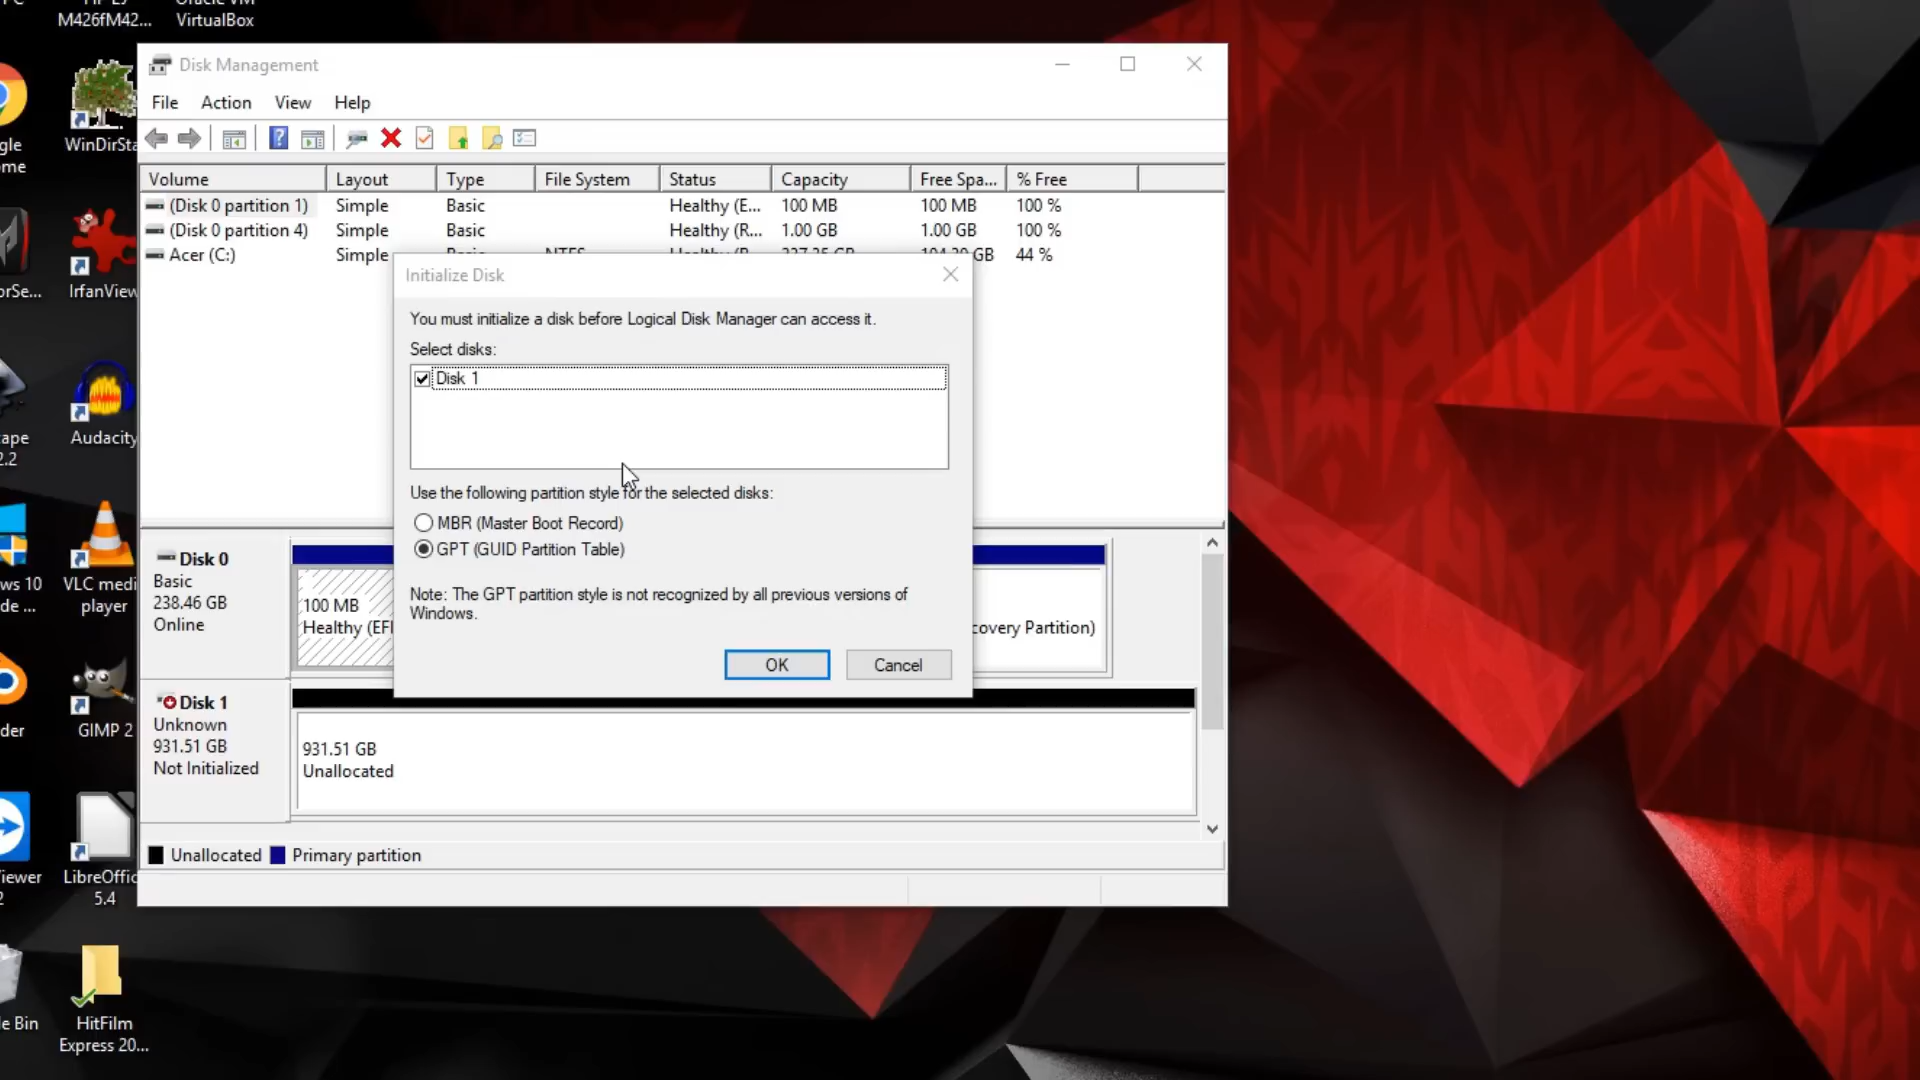 M426fM42...
VirtualBox
Disk Management
File Action View Help
Volume Layout Type File System Status Capacity Free Spa... % Free
(Disk 0 partition 1) Simple Basic Healthy (E... 100 MB 100 MB 100 %
(Disk 0 partition 4) Simple Basic Healthy (R... 1.00 GB 1.00 GB 100 %
Acer (C:) Simple GB 44 %
Initialize Disk
You must initialize a disk before Logical Disk Manager can access it.
Select disks:
Disk 1
Use the following partition style for the selected disks:
MBR (Master Boot Record)
GPT (GUID Partition Table)
Note: The GPT partition style is not recognized by all previous versions of
Windows.
OK Cancel
Disk 0
Basic
238.46 GB
Online
100 MB
Healthy (EFI
covery Partition)
Disk 1
Unknown
931.51 GB
Not Initialized
931.51 GB
Unallocated
Unallocated Primary partition
gle
ome
WinDirSta
orSe...
IrfanView
ape
2.2
Audacity
ws 10
de ...
VLC medi
player
der
GIMP 2
iewer
2
LibreOffic
5.4
le Bin
HitFilm
Express 20...